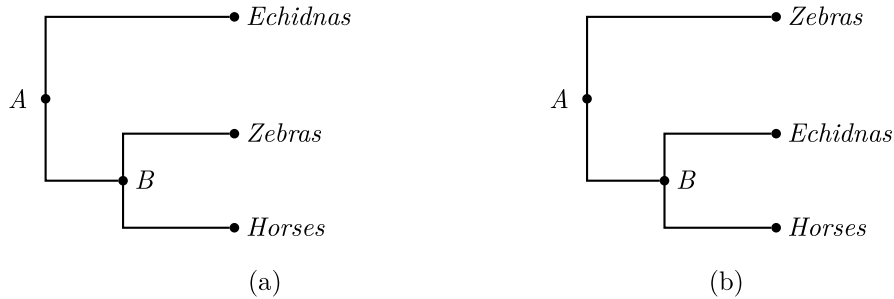 Echidnas
A
Zebras
B
Horses
(a)
Zebras
A
Echidnas
B
Horses
(b)